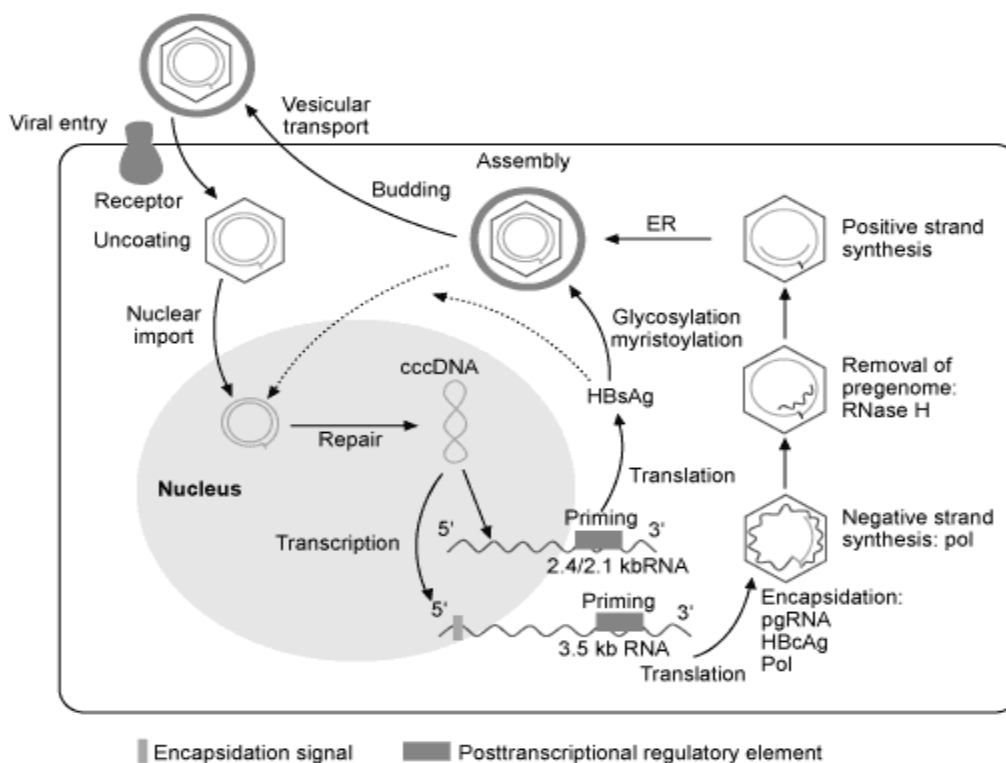 Vesicular
transport
Viral entry
Assembly
Budding
Receptor
ER
Positive strand
synthesis
Uncoating
Nuclear
import
Glycosylation
myristoylation
cccDNA
HBsAg
Removal of
pregenome:
RNase H
Repair
Nucleus
Translation
Transcription
5'
Priming
3'
2.4/2.1 kbRNA
Negative strand
synthesis: pol
5'
Priming
3'
3.5 kb RNA
Translation
Encapsidation:
pgRNA
HBcAg
Pol
Encapsidation signal
Posttranscriptional regulatory element